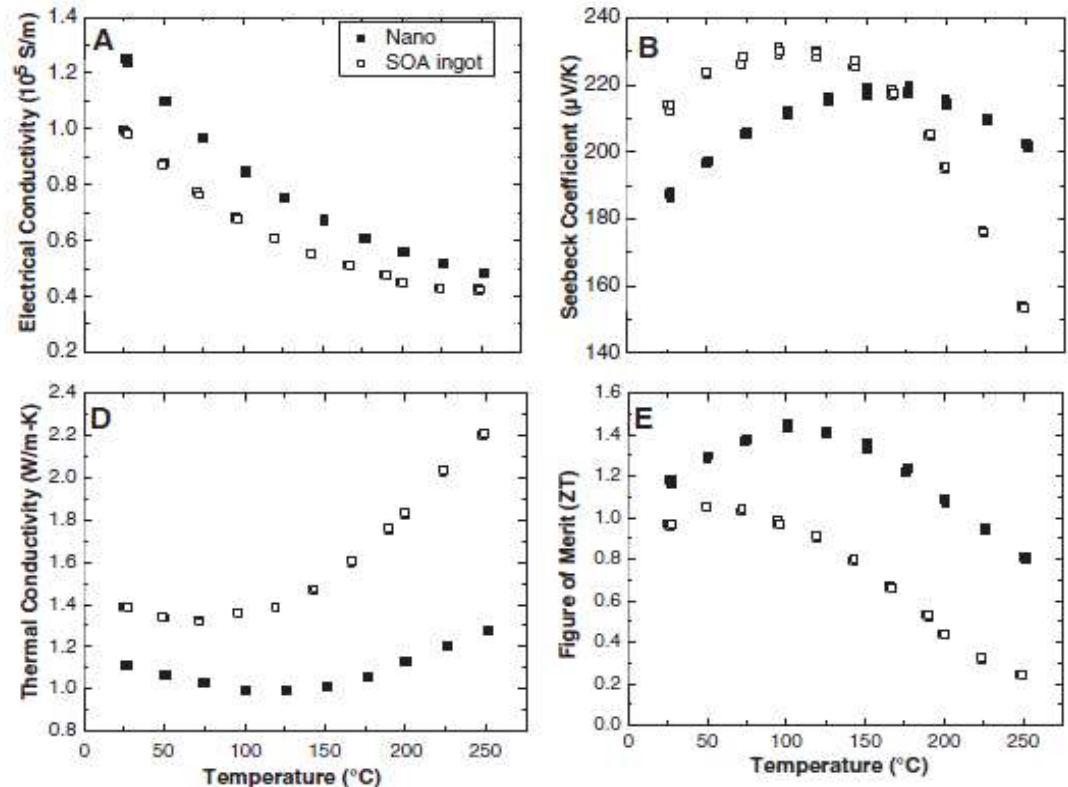 A
Nano
SOA ingot
Electrical Conductivity (10⁵ S/m)
1.4
1.2
1.0
0.8
0.6
0.4
0.2
B
Seebeck Coefficient (µV/K)
240
220
200
180
160
140
D
Thermal Conductivity (W/m-K)
2.4
2.2
2.0
1.8
1.6
1.4
1.2
1.0
0.8
0 50 100 150 200 250
Temperature (°C)
E
Figure of Merit (ZT)
1.6
1.4
1.2
1.0
0.8
0.6
0.4
0.2
0.0
0 50 100 150 200 250
Temperature (°C)